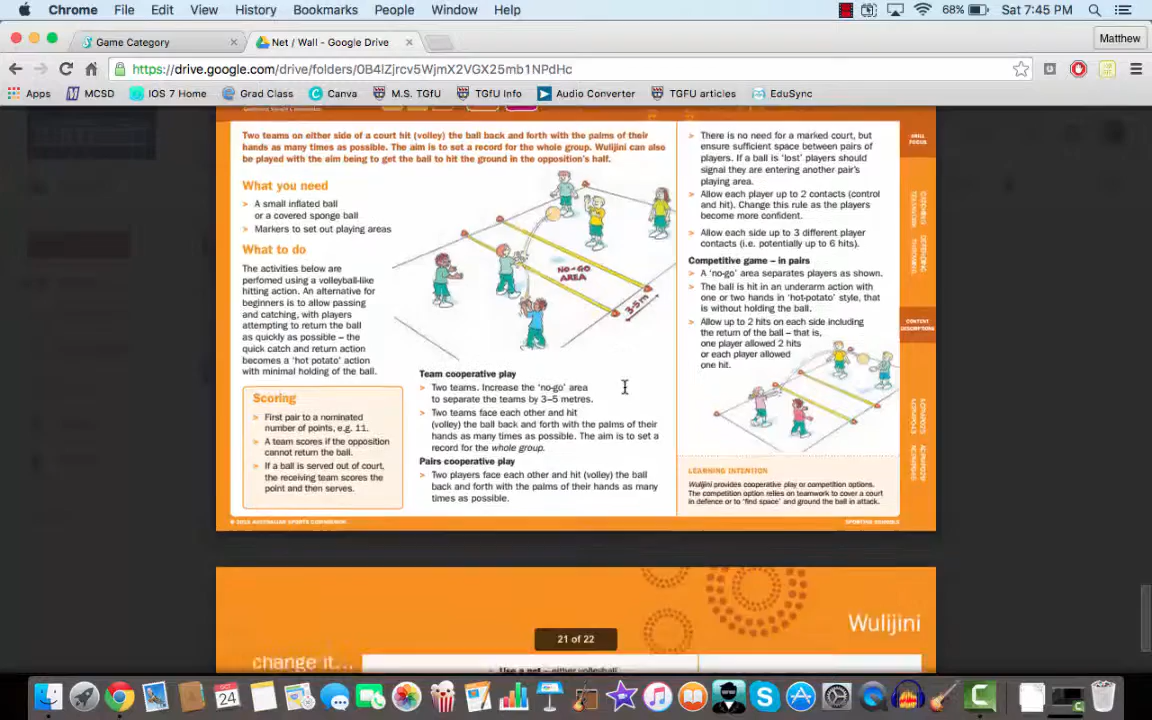 Chrome File Edit View History Bookmarks People Window Help 68% Sat 7:45 PM
Game Category
Net / Wall - Google Drive
Matthew
https://drive.google.com/drive/folders/0B4lZjrcv5WjmX2VGX25mb1NPdHc
Apps MCSD IOS 7 Home Grad Class Canva M.S. TGfU TGfU Info Audio Converter TGFU articles EduSync
Two teams on either side of a court hit (volley) the ball back and forth with the palms of their
hands as many times as possible. The aim is to set a record for the whole group. Wulijini can also
be played with the aim being to get the ball to hit the ground in the opposition's half.
What you need
> A small inflated ball
or a covered sponge ball
> Markers to set out playing areas
What to do
The activities below are
perfomed using a volleyball-like
hitting action. An alternative for
beginners is to allow passing
and catching, with players
attempting to return the ball
as quickly as possible – the
quick catch and return action
becomes a 'hot potato' action
with minimal holding of the ball.
Scoring
> First pair to a nominated
number of points, e.g. 11.
> A team scores if the opposition
cannot return the ball.
> If a ball is served out of court,
the receiving team scores the
point and then serves.
NO-GO
AREA
3-5 m
Team cooperative play
> Two teams. Increase the 'no-go' area
to separate the teams by 3–5 metres.
> Two teams face each other and hit
(volley) the ball back and forth with the palms of their
hands as many times as possible. The aim is to set a
record for the whole group.
Pairs cooperative play
> Two players face each other and hit (volley) the ball
back and forth with the palms of their hands as many
times as possible.
> There is no need for a marked court, but
ensure sufficient space between pairs of
players. If a ball is 'lost' players should
signal they are entering another pair's
playing area.
> Allow each player up to 2 contacts (control
and hit). Change this rule as the players
become more confident.
> Allow each side up to 3 different player
contacts (i.e. potentially up to 6 hits).
Competitive game – in pairs
> A 'no-go' area separates players as shown.
> The ball is hit in an underarm action with
one or two hands in 'hot-potato' style, that
is without holding the ball.
> Allow up to 2 hits on each side including
the return of the ball – that is,
one player allowed 2 hits
or each player allowed
one hit.
LEARNING INTENTION
Wulijini provides cooperative play or competition options.
The competition option relies on teamwork to cover a court
in defence or to 'find space' and ground the ball in attack.
SKILL
FOCUS
CONTENT
DESCRIPTIONS
© 2015 AUSTRALIAN SPORTS COMMISSION
SPORTING SCHOOLS
Wulijini
21 of 22
change it...